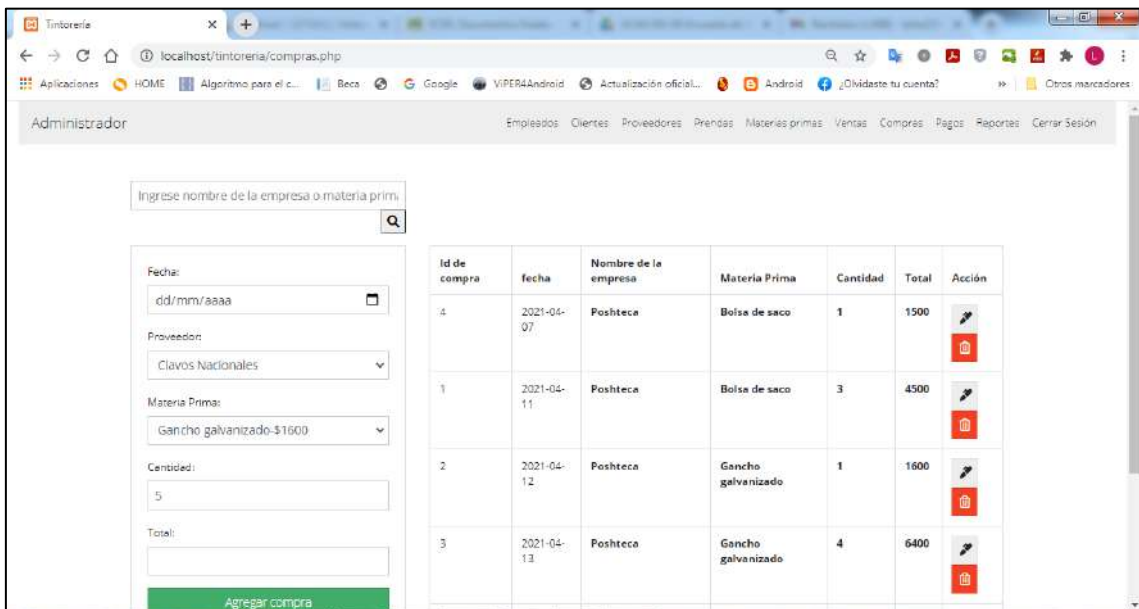 Tintorería
localhost/tintoreria/compras.php
Aplicaciones HOME Algoritmo para el c... Beca Google ViPER4Android Actualización oficial... Android ¿Olvidaste tu cuenta? Otros marcadores
Administrador Empleados Clientes Proveedores Prendas Materias primas Ventas Compras Pagos Reportes Cerrar Sesión
Ingrese nombre de la empresa o materia prim
Fecha:
dd/mm/aaaa
Proveedor:
Clavos Nacionales
Materia Prima:
Gancho galvanizado-$1600
Cantidad:
5
Total:
Agregar compra
Id de compra fecha Nombre de la empresa Materia Prima Cantidad Total Acción
4 2021-04-07 Poshteca Bolsa de saco 1 1500
1 2021-04-11 Poshteca Bolsa de saco 3 4500
2 2021-04-12 Poshteca Gancho galvanizado 1 1600
3 2021-04-13 Poshteca Gancho galvanizado 4 6400